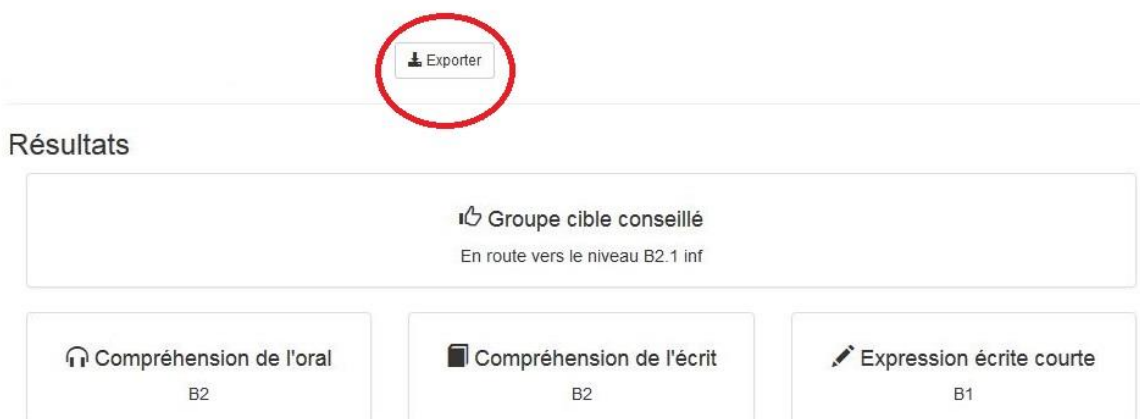 Exporter
Résultats
Groupe cible conseillé
En route vers le niveau B2.1 inf
Compréhension de l'oral
B2
Compréhension de l'écrit
B2
Expression écrite courte
B1